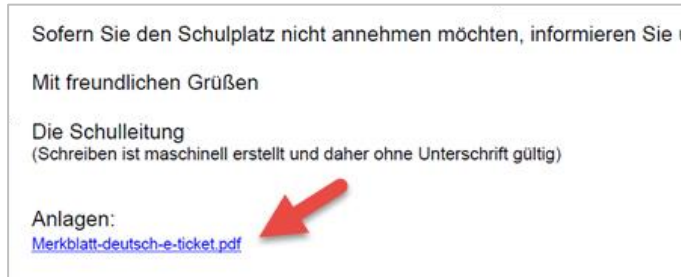 Sofern Sie den Schulplatz nicht annehmen möchten, informieren Sie
Mit freundlichen Grüßen
Die Schulleitung
(Schreiben ist maschinell erstellt und daher ohne Unterschrift gültig)
Anlagen:
Merkblatt-deutsch-e-ticket.pdf